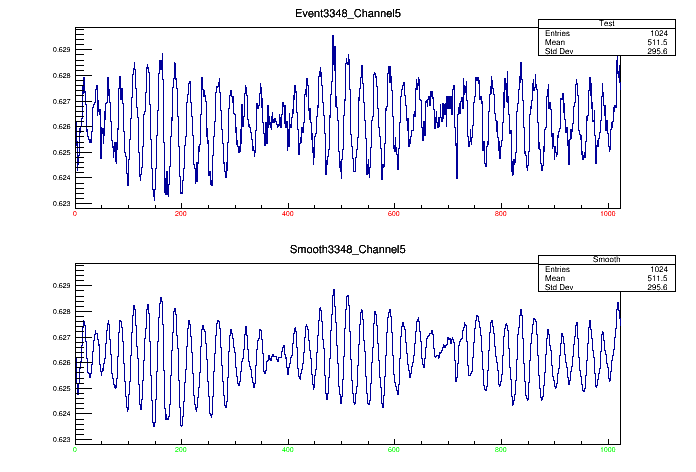 Event3348_Channel5
Test
Entries 1024
Mean 511.5
Std Dev 295.6
0.629
0.628
0.627
0.626
0.625
0.624
0.623
0 200 400 600 800 1000
Smooth3348_Channel5
Smooth
Entries 1024
Mean 511.5
Std Dev 295.6
0.629
0.628
0.627
0.626
0.625
0.624
0.623
0 200 400 600 800 1000